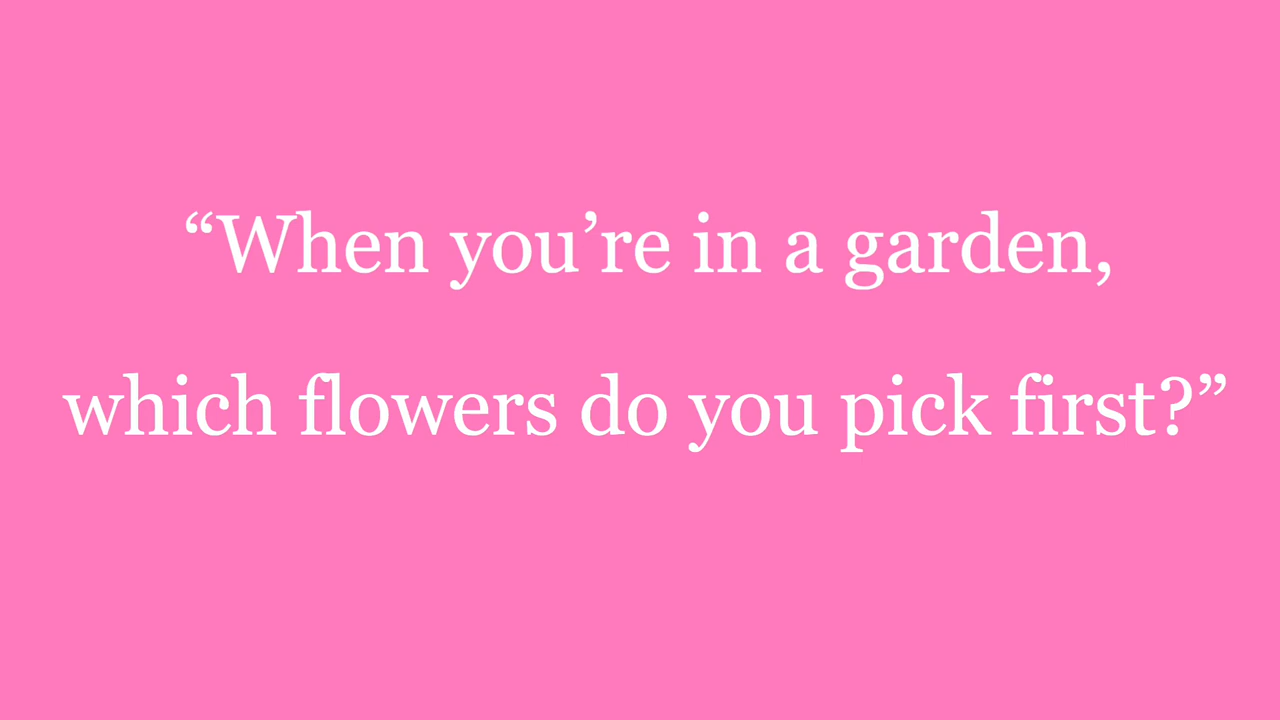 “When you’re in a garden,
which flowers do you pick first?”